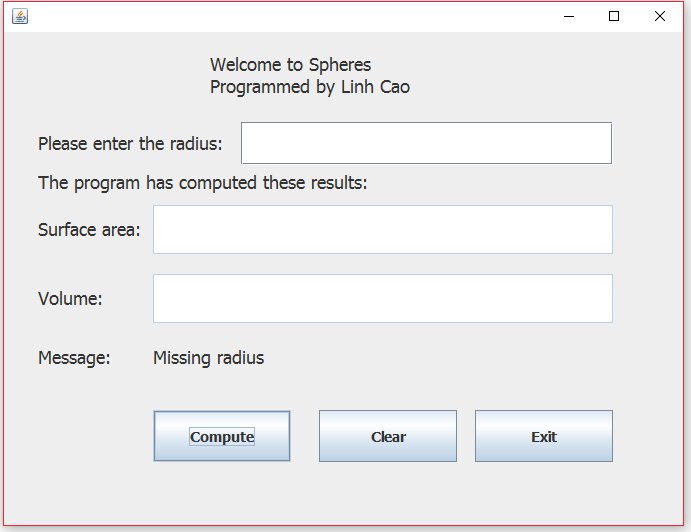 Welcome to Spheres
Programmed by Linh Cao
Please enter the radius:
The program has computed these results:
Surface area:
Volume:
Message: Missing radius
Compute Clear Exit